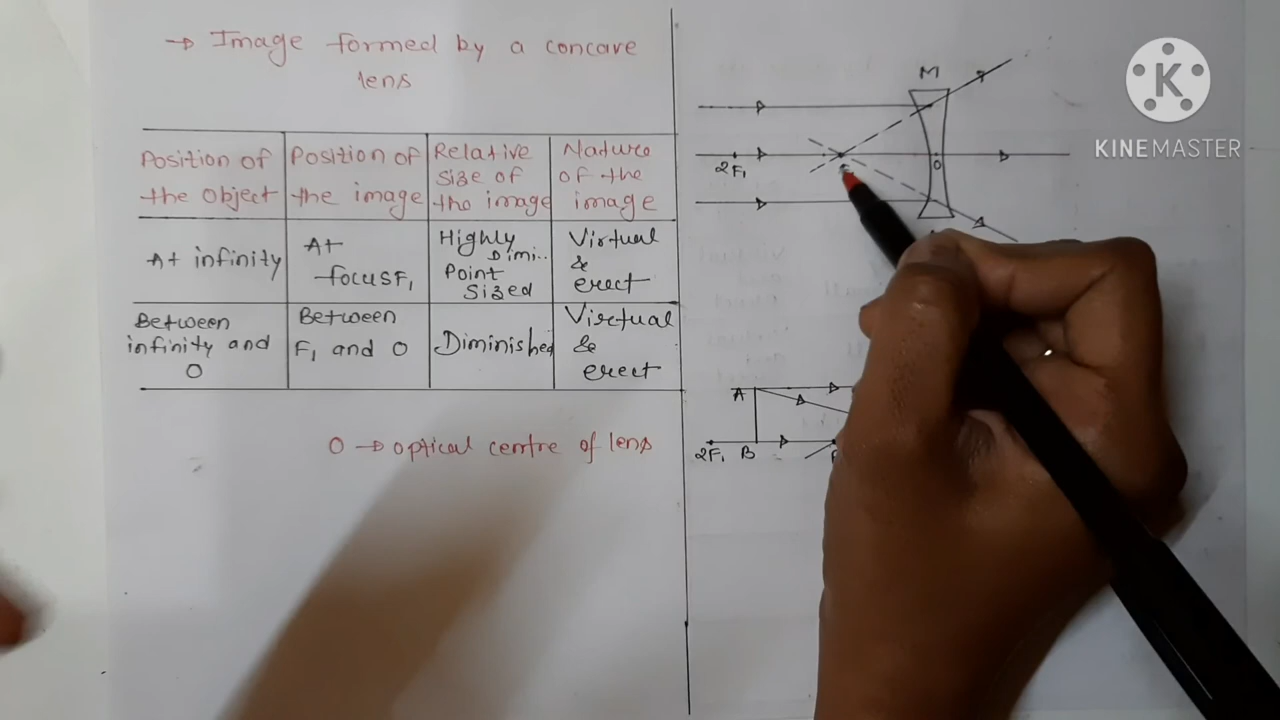 → Image formed by a concave
lens
Position of
the Object
Position of
the image
Relative
Size of
the image
Nature
of the
image
At infinity
At
focus F₁
Highly
Dimi..
Point
Sized
Virtual
&
erect
Between
infinity and
O
Between
F₁ and O
Diminished
Virtual
&
erect
O → optical centre of lens
M
2F₁
O
A
2F₁ B
KINEMASTER